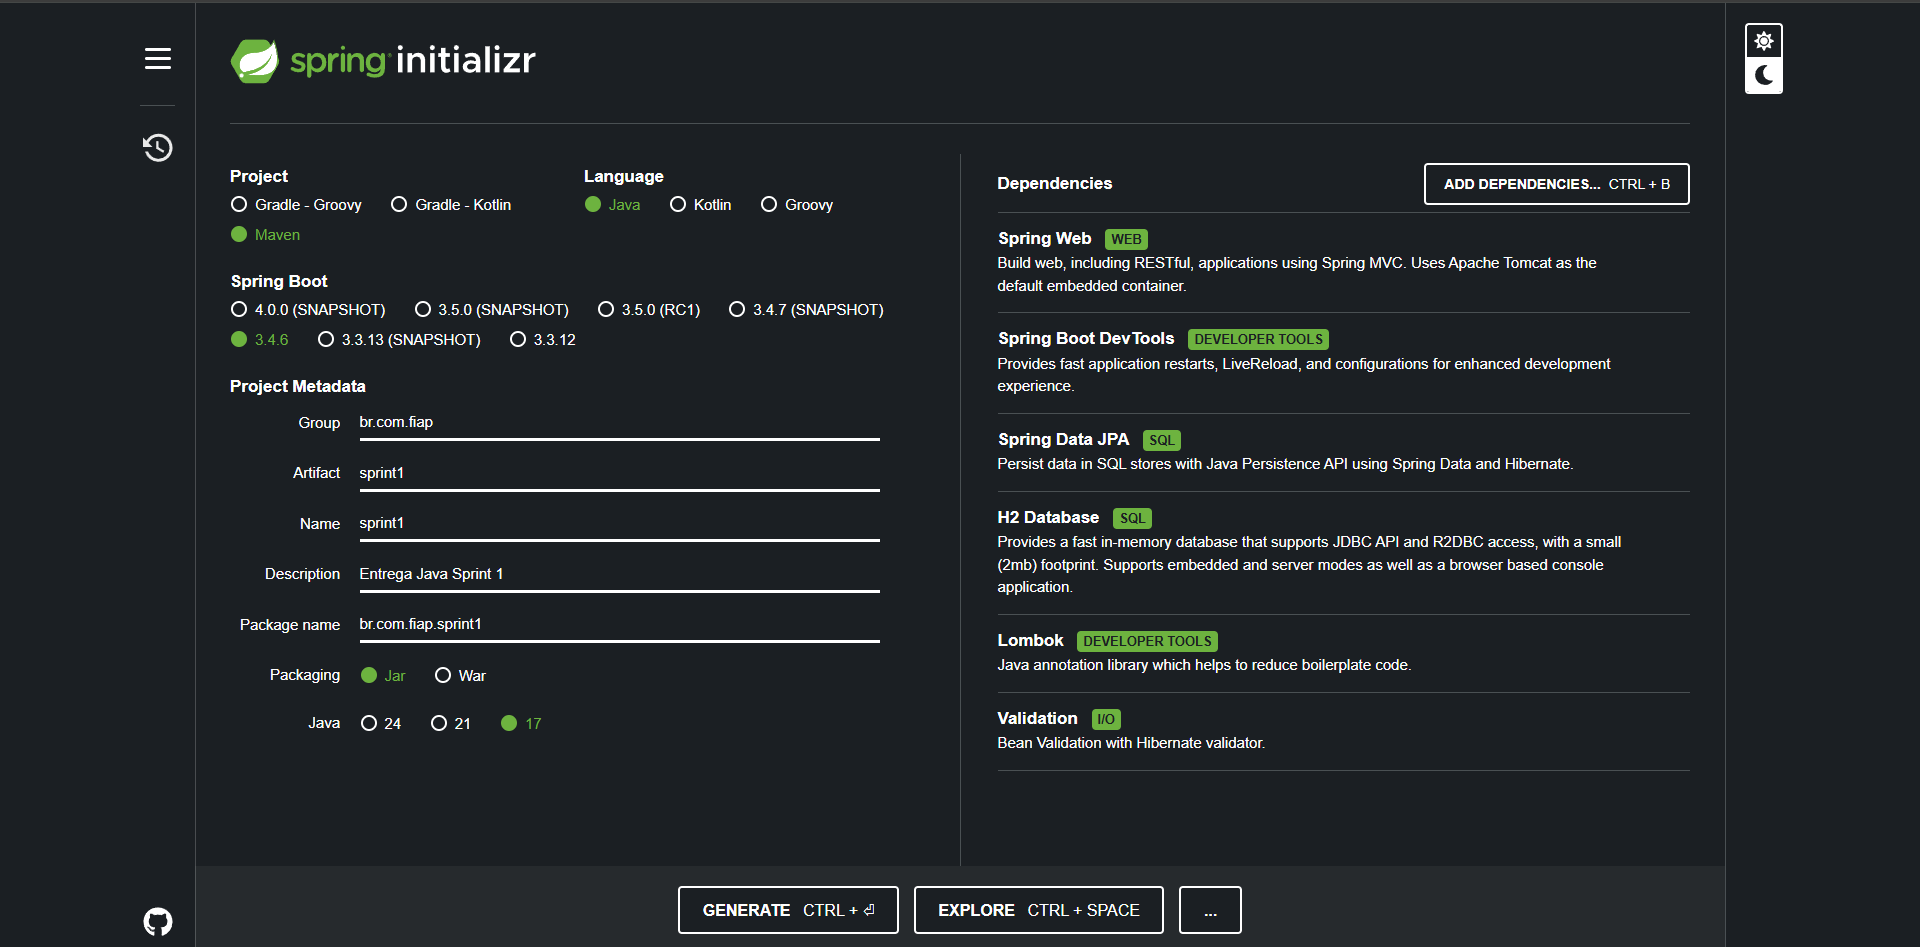 spring initializr
Project
Gradle - Groovy Gradle - Kotlin
Maven
Language
Java Kotlin Groovy
Spring Boot
4.0.0 (SNAPSHOT) 3.5.0 (SNAPSHOT) 3.5.0 (RC1) 3.4.7 (SNAPSHOT)
3.4.6 3.3.13 (SNAPSHOT) 3.3.12
Project Metadata
Group br.com.fiap
Artifact sprint1
Name sprint1
Description Entrega Java Sprint 1
Package name br.com.fiap.sprint1
Packaging Jar War
Java 24 21 17
Dependencies
ADD DEPENDENCIES... CTRL + B
Spring Web WEB
Build web, including RESTful, applications using Spring MVC. Uses Apache Tomcat as the
default embedded container.
Spring Boot DevTools DEVELOPER TOOLS
Provides fast application restarts, LiveReload, and configurations for enhanced development
experience.
Spring Data JPA SQL
Persist data in SQL stores with Java Persistence API using Spring Data and Hibernate.
H2 Database SQL
Provides a fast in-memory database that supports JDBC API and R2DBC access, with a small
(2mb) footprint. Supports embedded and server modes as well as a browser based console
application.
Lombok DEVELOPER TOOLS
Java annotation library which helps to reduce boilerplate code.
Validation I/O
Bean Validation with Hibernate validator.
GENERATE CTRL + ⏎
EXPLORE CTRL + SPACE
...